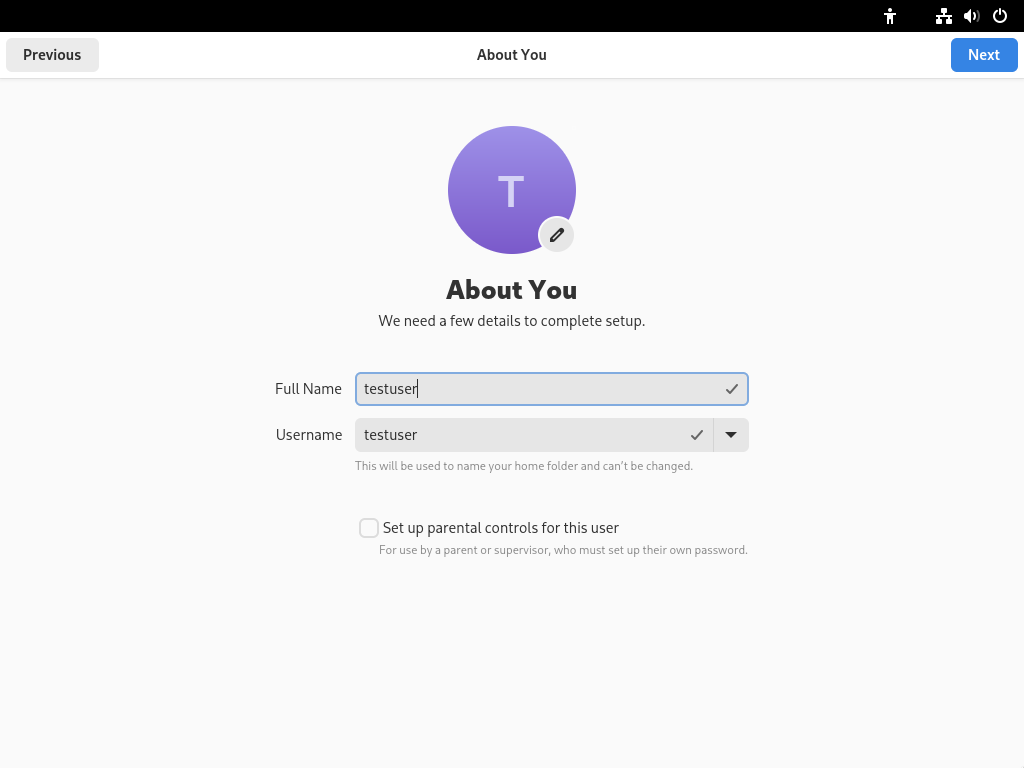 Previous
About You
Next
T
About You
We need a few details to complete setup.
Full Name
testuser
Username
testuser
This will be used to name your home folder and can't be changed.
Set up parental controls for this user
For use by a parent or supervisor, who must set up their own password.